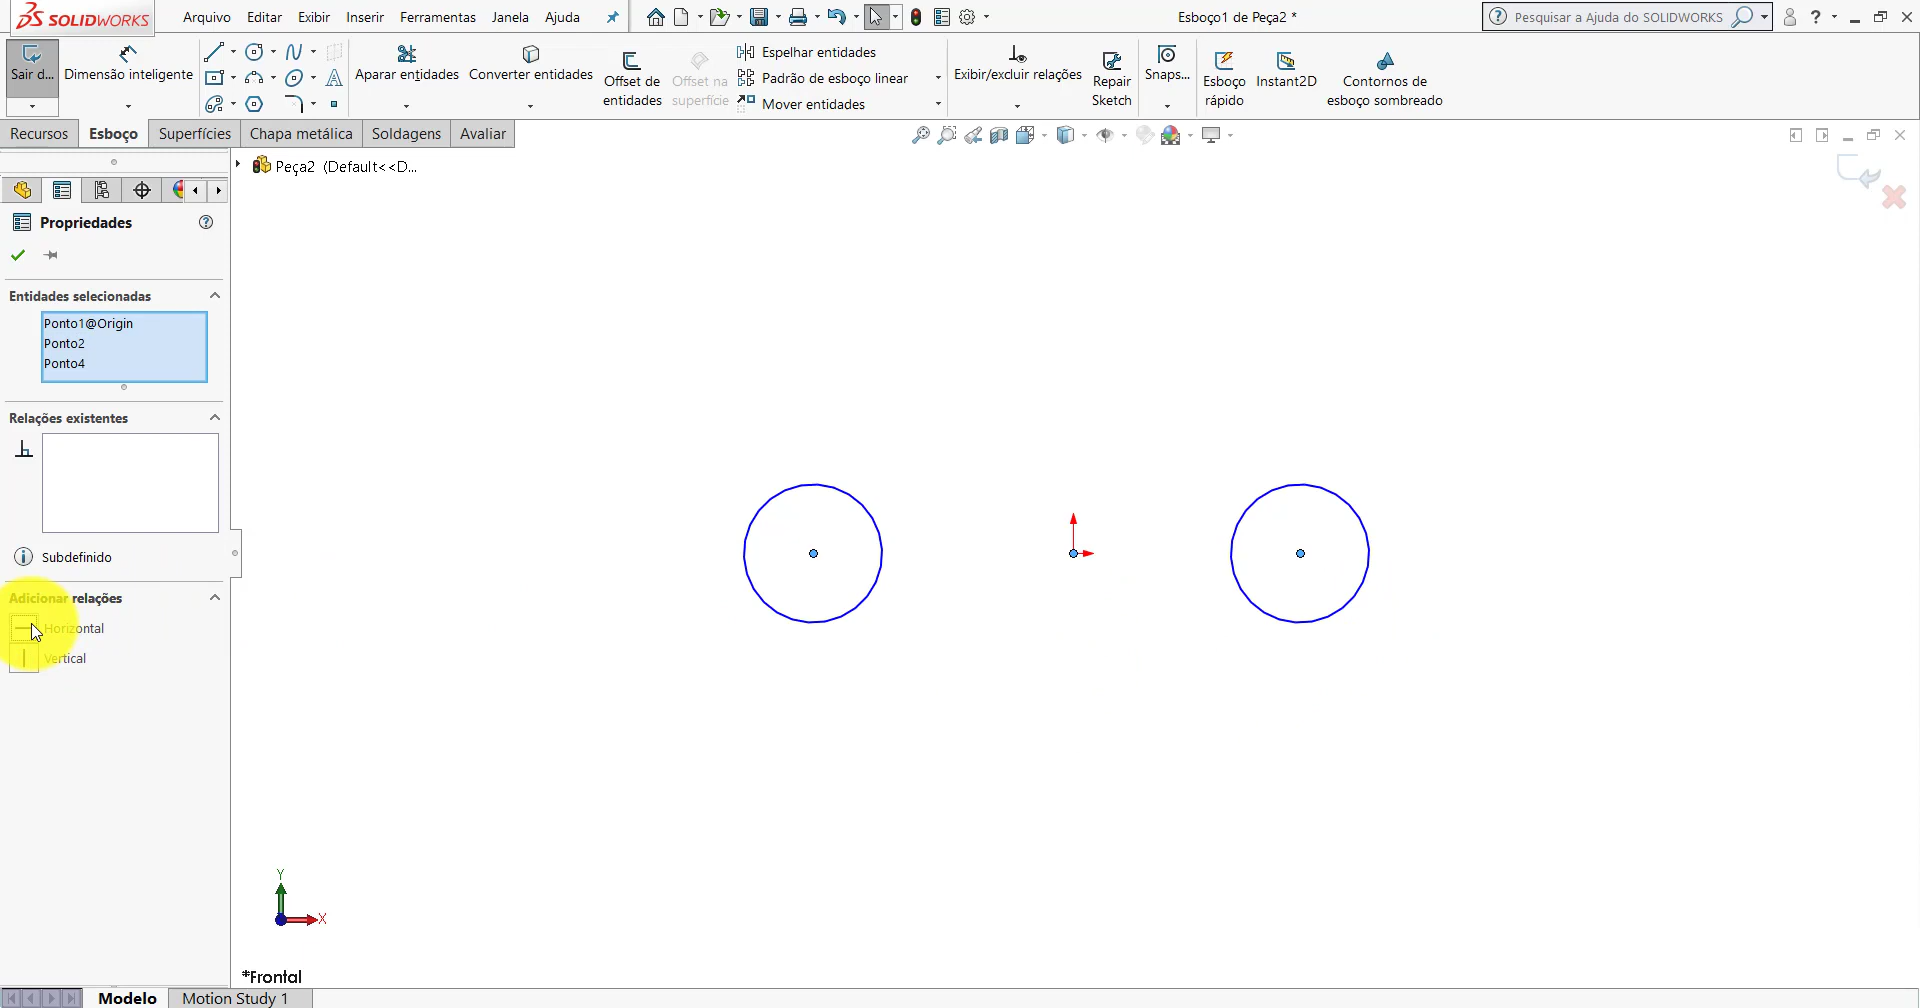 SOLIDWORKS
Arquivo Editar Exibir Inserir Ferramentas Janela Ajuda
Esboço1 de Peça2 *
Pesquisar a Ajuda do SOLIDWORKS
Sair d...
Dimensão inteligente
Aparar entidades
Converter entidades
Offset de
entidades
Offset na
superfície
Espelhar entidades
Padrão de esboço linear
Mover entidades
Exibir/excluir relações
Repair
Sketch
Snaps...
Esboço
rápido
Instant2D
Contornos de
esboço sombreado
Recursos Esboço Superfícies Chapa metálica Soldagens Avaliar
Peça2 (Default<<D...
Propriedades
Entidades selecionadas
Ponto1@Origin
Ponto2
Ponto4
Relações existentes
Subdefinido
Adicionar relações
Horizontal
Vertical
Y
X
*Frontal
Modelo Motion Study 1